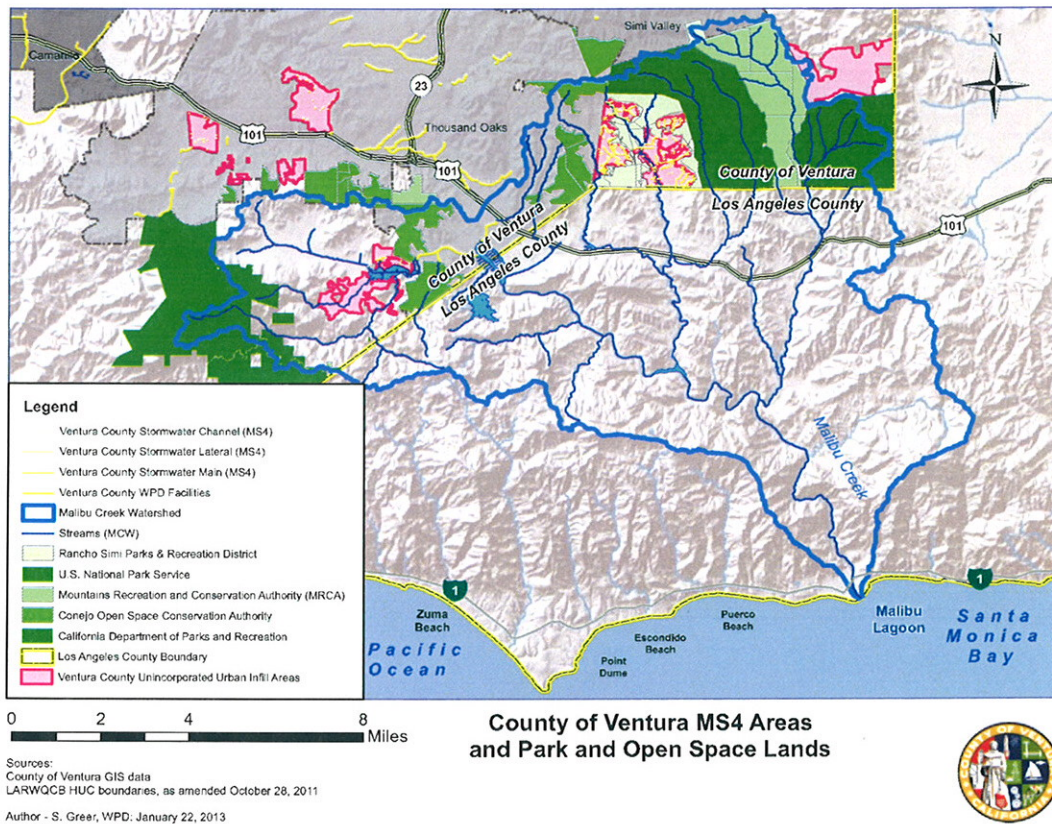 Simi Valley
N
23
101
Thousand Oaks
101
101
County of Ventura
Los Angeles County
County of Ventura
Los Angeles County
101
Malibu Creek
Legend
Ventura County Stormwater Channel (MS4)
Ventura County Stormwater Lateral (MS4)
Ventura County Stormwater Main (MS4)
Ventura County WPD Facilities
Malibu Creek Watershed
Streams (MCW)
Rancho Simi Parks & Recreation District
U.S. National Park Service
Mountains Recreation and Conservation Authority (MRCA)
Conejo Open Space Conservation Authority
California Department of Parks and Recreation
Los Angeles County Boundary
Ventura County Unincorporated Urban Infill Areas
1
1
Zuma
Beach
Puerco
Beach
Escondido
Beach
Point
Dume
Malibu
Lagoon
Pacific
Ocean
Santa
Monica
Bay
0 2 4 8
Miles
County of Ventura MS4 Areas
and Park and Open Space Lands
Sources:
County of Ventura GIS data
LARWQCB HUC boundaries, as amended October 28, 2011
Author - S. Greer, WPD: January 22, 2013
COUNTY OF VENTURA
CALIFORNIA